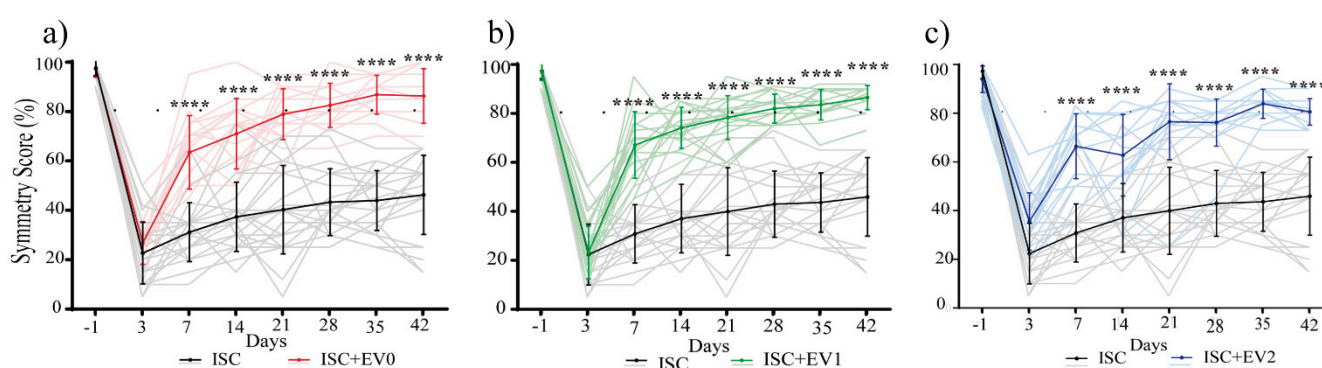 a)
Symmetry Score (%)
100
80
60
40
20
0
**** **** **** **** **** ****
-1 3 7 14 21 28 35 42
Days
ISC ISC+EV0
b)
100
80
60
40
20
0
**** **** **** **** **** ****
-1 3 7 14 21 28 35 42
Days
ISC ISC+EV1
c)
100
80
60
40
20
0
**** **** **** **** **** ****
-1 3 7 14 21 28 35 42
Days
ISC ISC+EV2